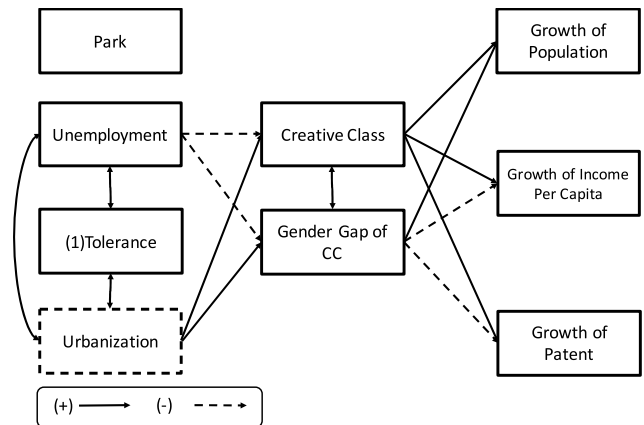 Park
Unemployment
(1)Tolerance
Urbanization
Creative Class
Gender Gap of
CC
Growth of
Population
Growth of Income
Per Capita
Growth of
Patent
(+)
(-)